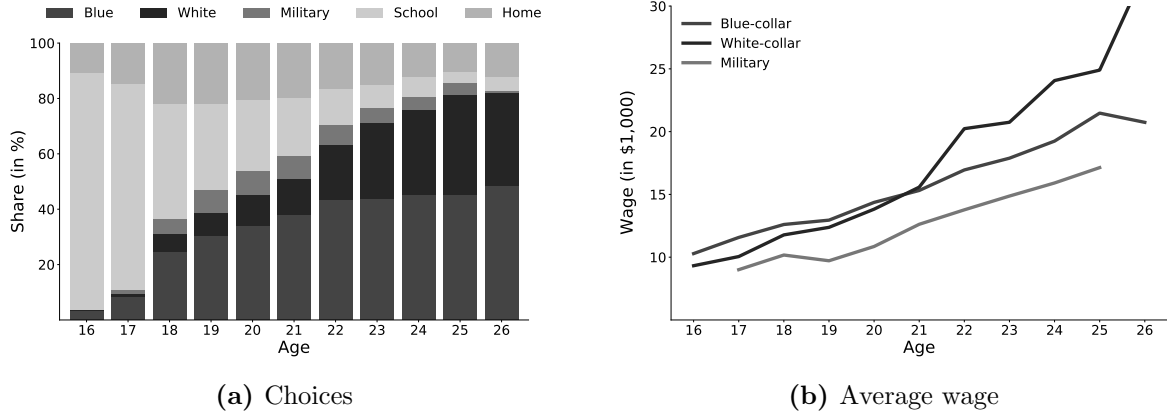 Blue White Military School Home
100
80
60
40
20
Share (in %)
16 17 18 19 20 21 22 23 24 25 26
Age
(a) Choices
30
25
20
15
10
Wage (in $1,000)
Blue-collar
White-collar
Military
16 17 18 19 20 21 22 23 24 25 26
Age
(b) Average wage